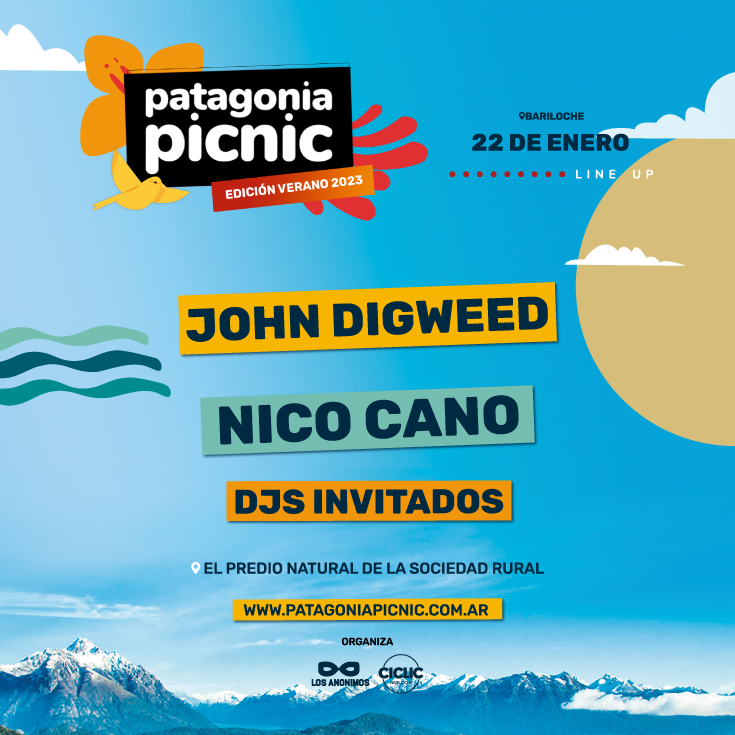 patagonia
picnic
EDICIÓN VERANO 2023
BARILOCHE
22 DE ENERO
LINE UP
JOHN DIGWEED
NICO CANO
DJS INVITADOS
EL PREDIO NATURAL DE LA SOCIEDAD RURAL
WWW.PATAGONIAPICNIC.COM.AR
ORGANIZA
LOS ANONIMOS
CICLIC